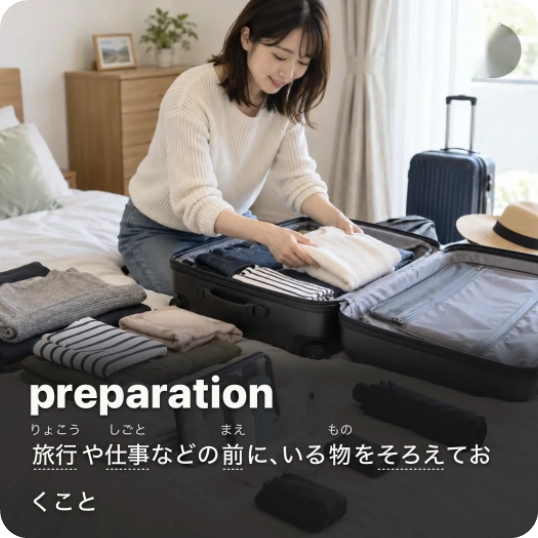 preparation
りょこう しごと まえ もの
旅行や仕事などの前に、いる物をそろえてお
くこと